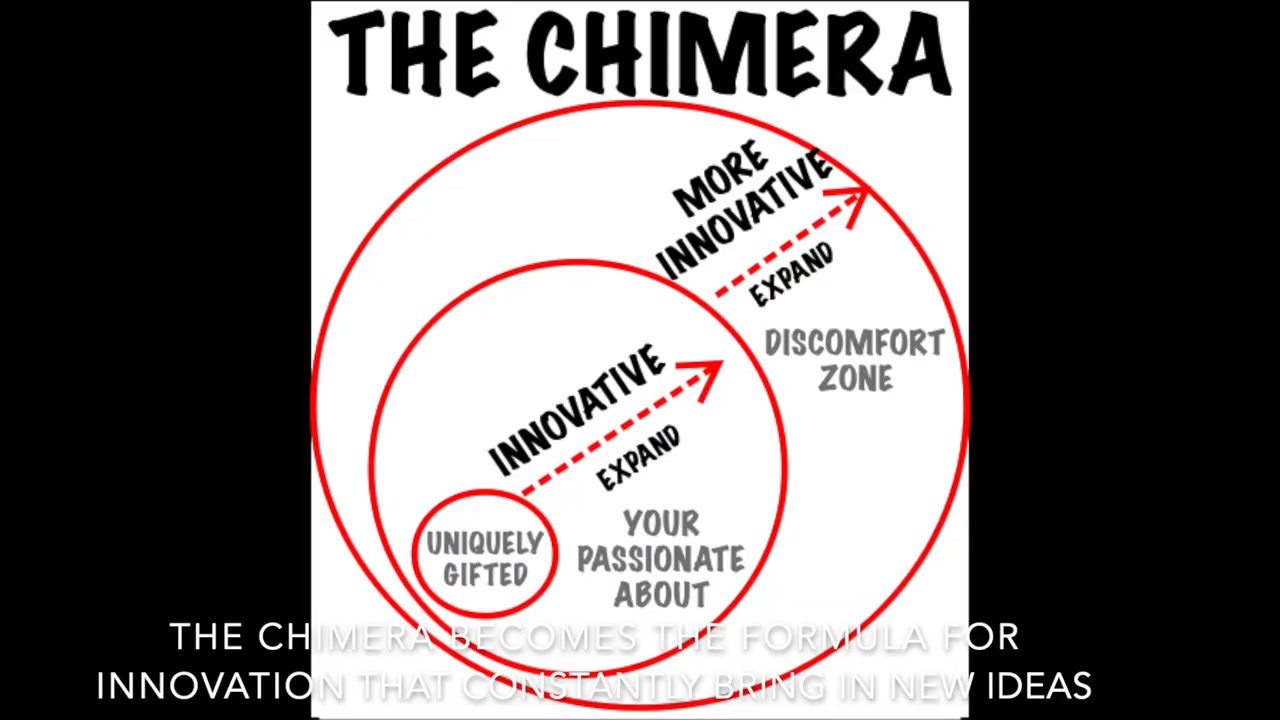 THE CHIMERA
MORE
INNOVATIVE
EXPAND
DISCOMFORT
ZONE
INNOVATIVE
EXPAND
UNIQUELY
GIFTED
YOUR
PASSIONATE
ABOUT
THE CHIMERA BECOMES THE FORMULA FOR
INNOVATION THAT CONSTANTLY BRING IN NEW IDEAS